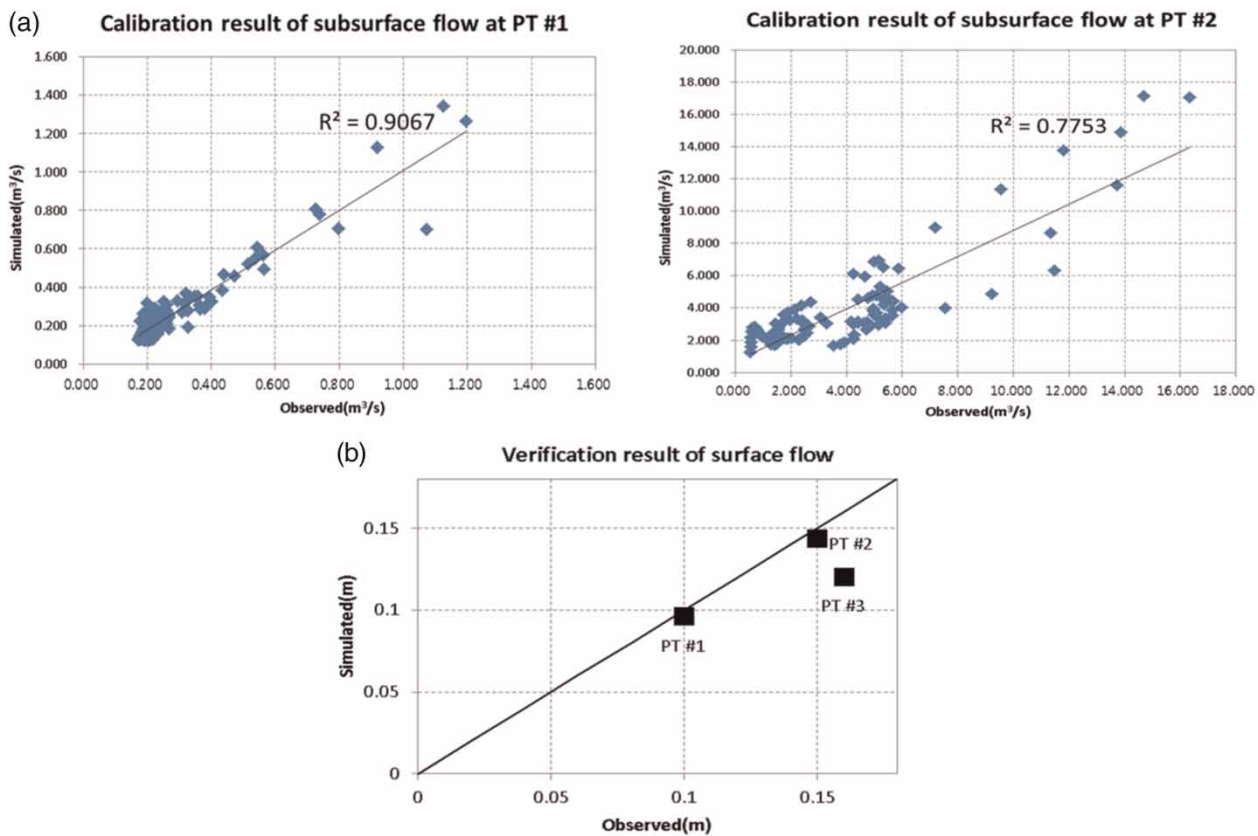 (a)
Calibration result of subsurface flow at PT #1
1.600
1.400
1.200
1.000
0.800
0.600
0.400
0.200
0.000
Simulated(m³/s)
R² = 0.9067
0.000 0.200 0.400 0.600 0.800 1.000 1.200 1.400 1.600
Observed(m³/s)
Calibration result of subsurface flow at PT #2
20.000
18.000
16.000
14.000
12.000
10.000
8.000
6.000
4.000
2.000
0.000
Simulated(m³/s)
R² = 0.7753
0.000 2.000 4.000 6.000 8.000 10.000 12.000 14.000 16.000 18.000
Observed(m³/s)
(b)
Verification result of surface flow
0.15
0.1
0.05
0
Simulated(m)
PT #2
PT #3
PT #1
0 0.05 0.1 0.15
Observed(m)